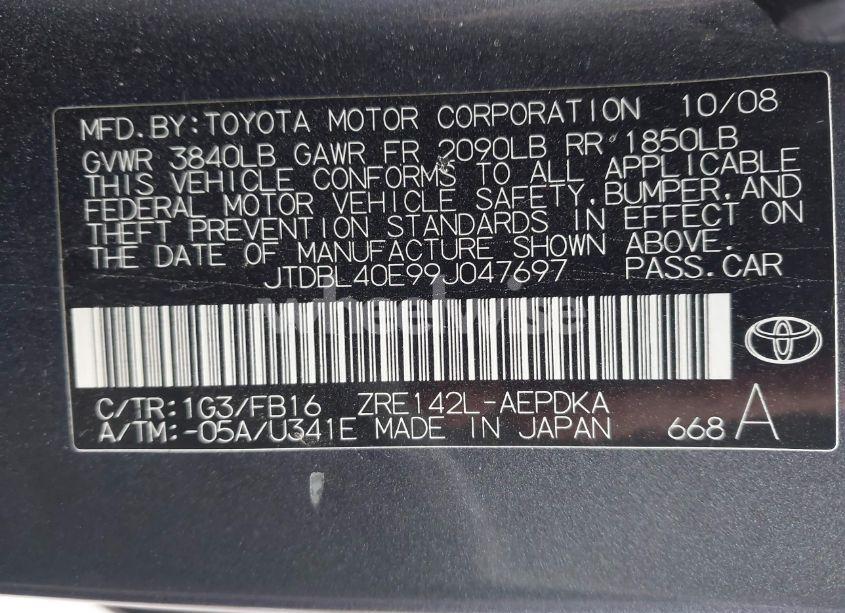 MFD. BY: TOYOTA MOTOR CORPORATION 10/08
GVWR 3840LB GAWR FR 2090LB RR 1850LB
THIS VEHICLE CONFORMS TO ALL APPLICABLE
FEDERAL MOTOR VEHICLE SAFETY, BUMPER, AND
THEFT PREVENTION STANDARDS IN EFFECT ON
THE DATE OF MANUFACTURE SHOWN ABOVE.
JTDBL40E99J047697 PASS. CAR
wheelwise
C/TR: 1G3/FB16 ZRE142L-AEPDKA
A/TM: -05A/U341E MADE IN JAPAN 668 A